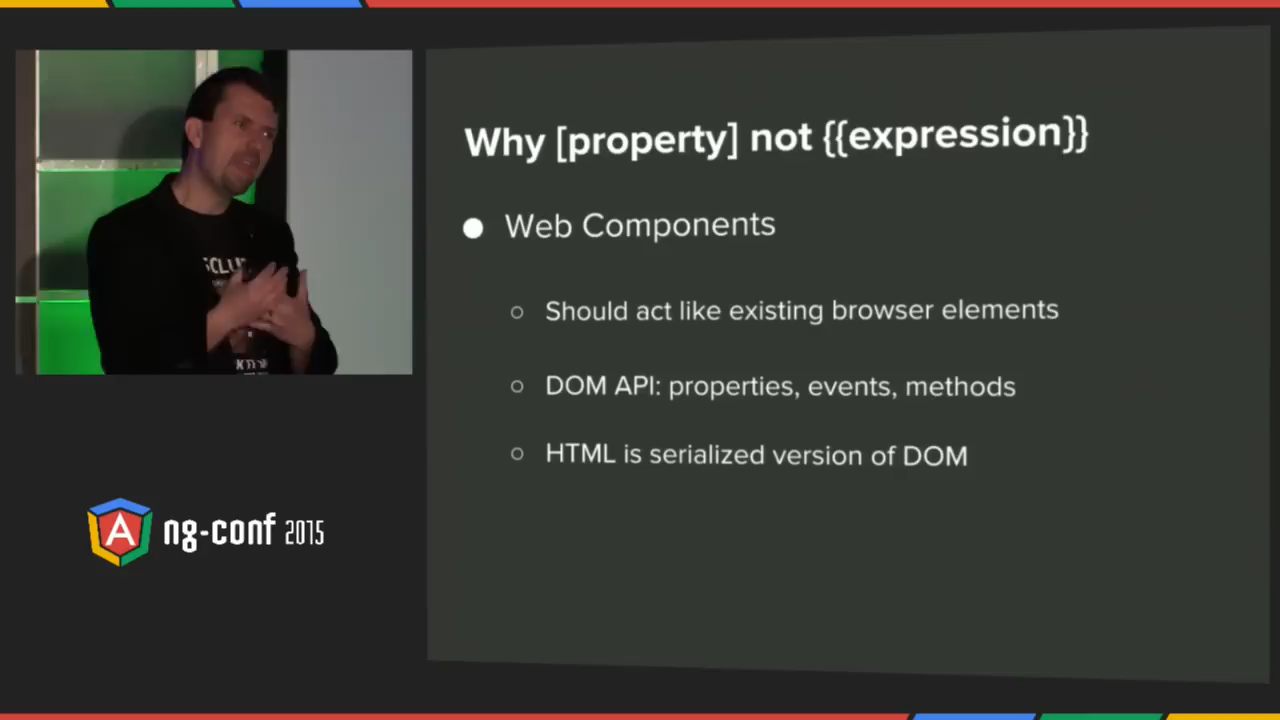 Why [property] not {{expression}}
Web Components
Should act like existing browser elements
DOM API: properties, events, methods
HTML is serialized version of DOM
A ng-conf 2015